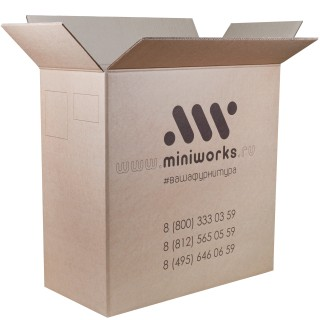 www.miniworks.ru
#вашафурнитура
8 (800) 333 03 59
8 (812) 565 05 59
8 (495) 646 06 59